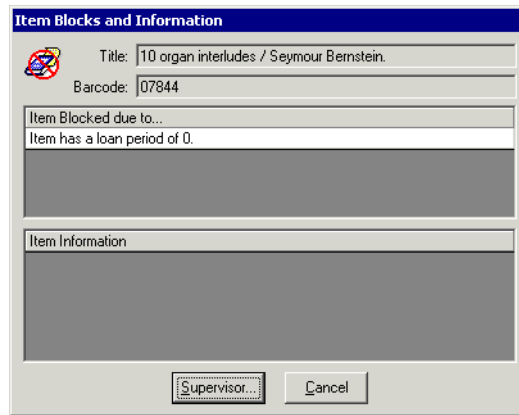 Item Blocks and Information
Title: 10 organ interludes / Seymour Bernstein.
Barcode: 07844
Item Blocked due to...
Item has a loan period of 0.
Item Information
Supervisor... Cancel